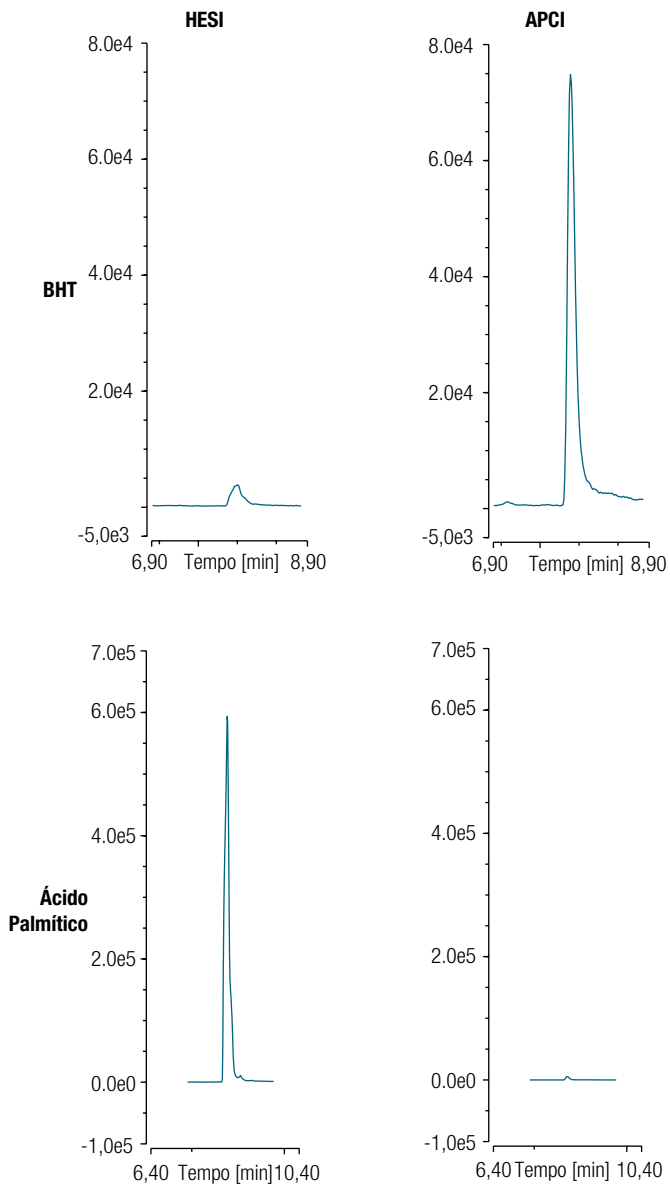 HESI
APCI
BHT
8.0e4
6.0e4
4.0e4
2.0e4
-5,0e3
6,90 Tempo [min] 8,90
8.0e4
6.0e4
4.0e4
2.0e4
-5,0e3
6,90 Tempo [min] 8,90
Ácido
Palmítico
7.0e5
6.0e5
4.0e5
2.0e5
0.0e0
-1,0e5
6,40 Tempo [min] 10,40
7.0e5
6.0e5
4.0e5
2.0e5
0.0e0
-1,0e5
6,40 Tempo [min] 10,40